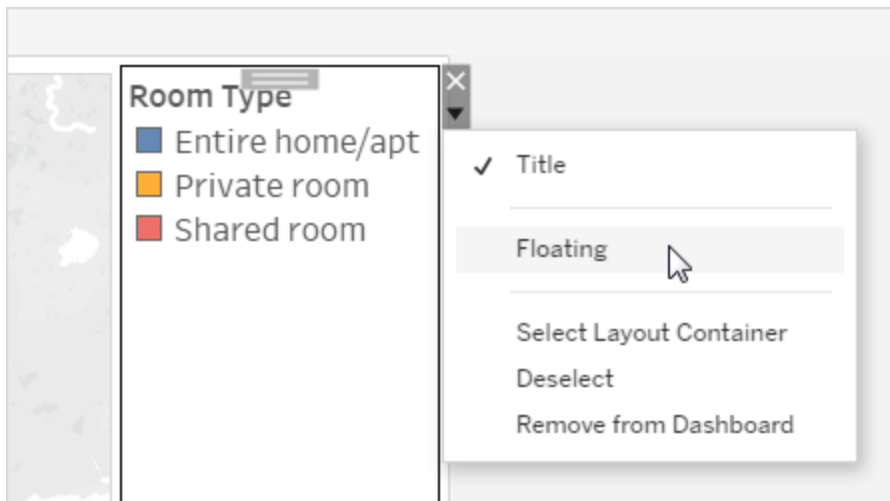 Room Type
Entire home/apt
Private room
Shared room
Title
Floating
Select Layout Container
Deselect
Remove from Dashboard